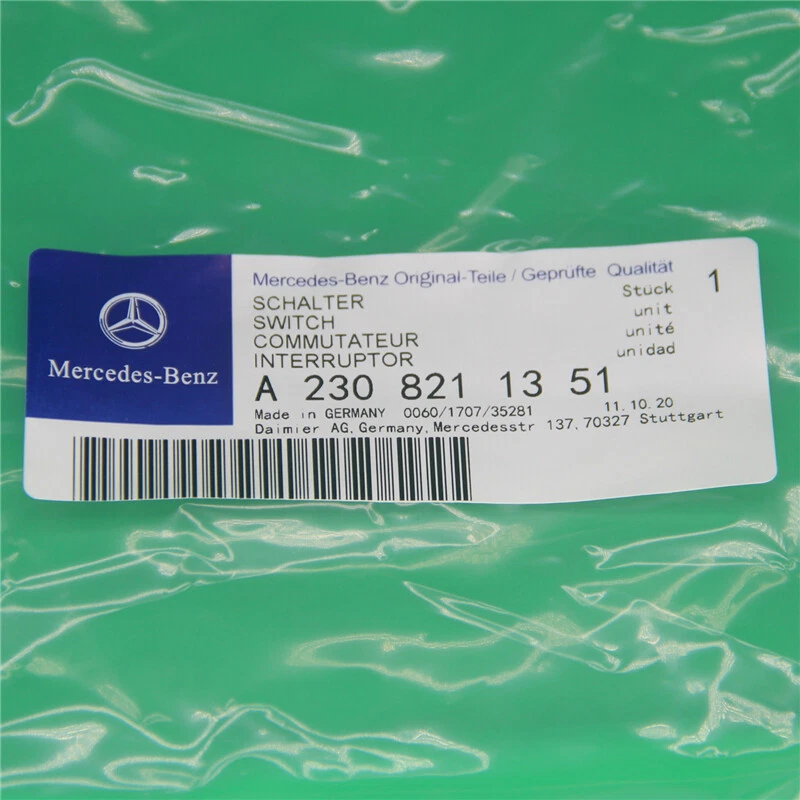 Mercedes-Benz
Mercedes-Benz Original-Teile / Geprüfte Qualität
SCHALTER
SWITCH
COMMUTATEUR
INTERRUPTOR
Stück 1
unit
unité
unidad
A 230 821 13 51
Made in GERMANY 0060/1707/35281 11.10.20
Daimier AG,Germany,Mercedesstr 137,70327 Stuttgart